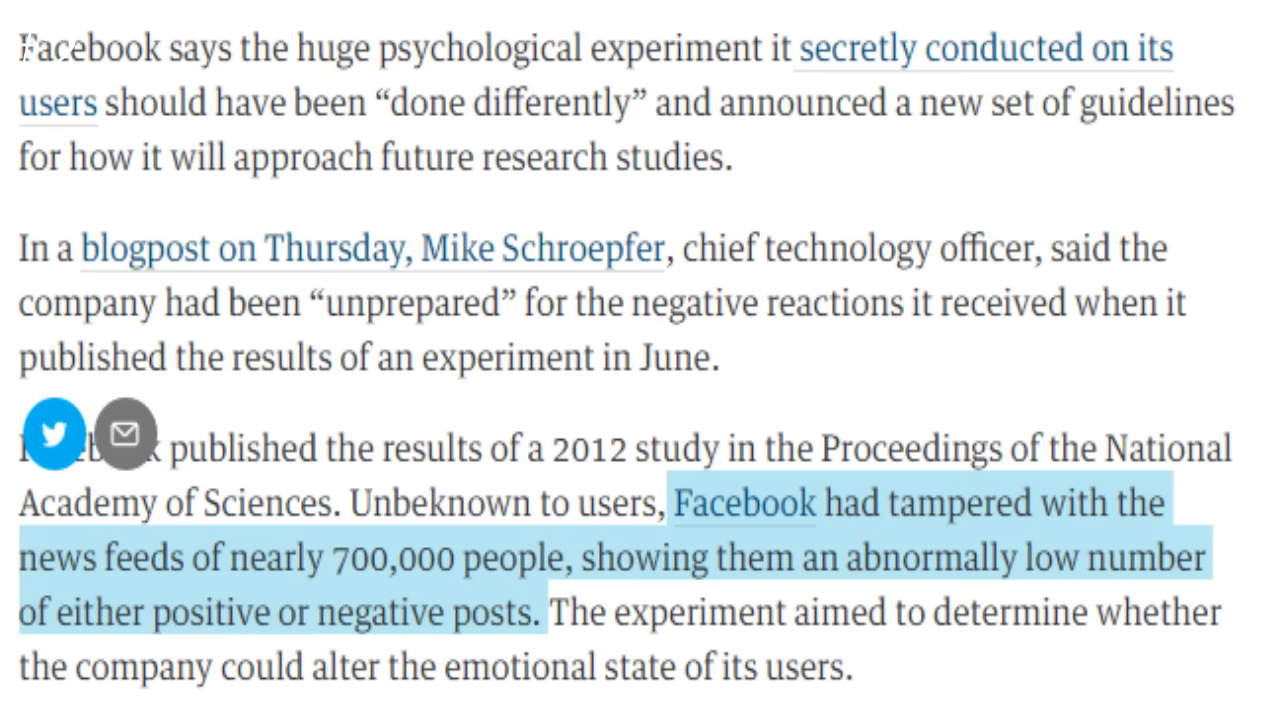 Facebook says the huge psychological experiment it secretly conducted on its
users should have been “done differently” and announced a new set of guidelines
for how it will approach future research studies.
In a blogpost on Thursday, Mike Schroepfer, chief technology officer, said the
company had been “unprepared” for the negative reactions it received when it
published the results of an experiment in June.
published the results of a 2012 study in the Proceedings of the National
Academy of Sciences. Unbeknown to users, Facebook had tampered with the
news feeds of nearly 700,000 people, showing them an abnormally low number
of either positive or negative posts. The experiment aimed to determine whether
the company could alter the emotional state of its users.